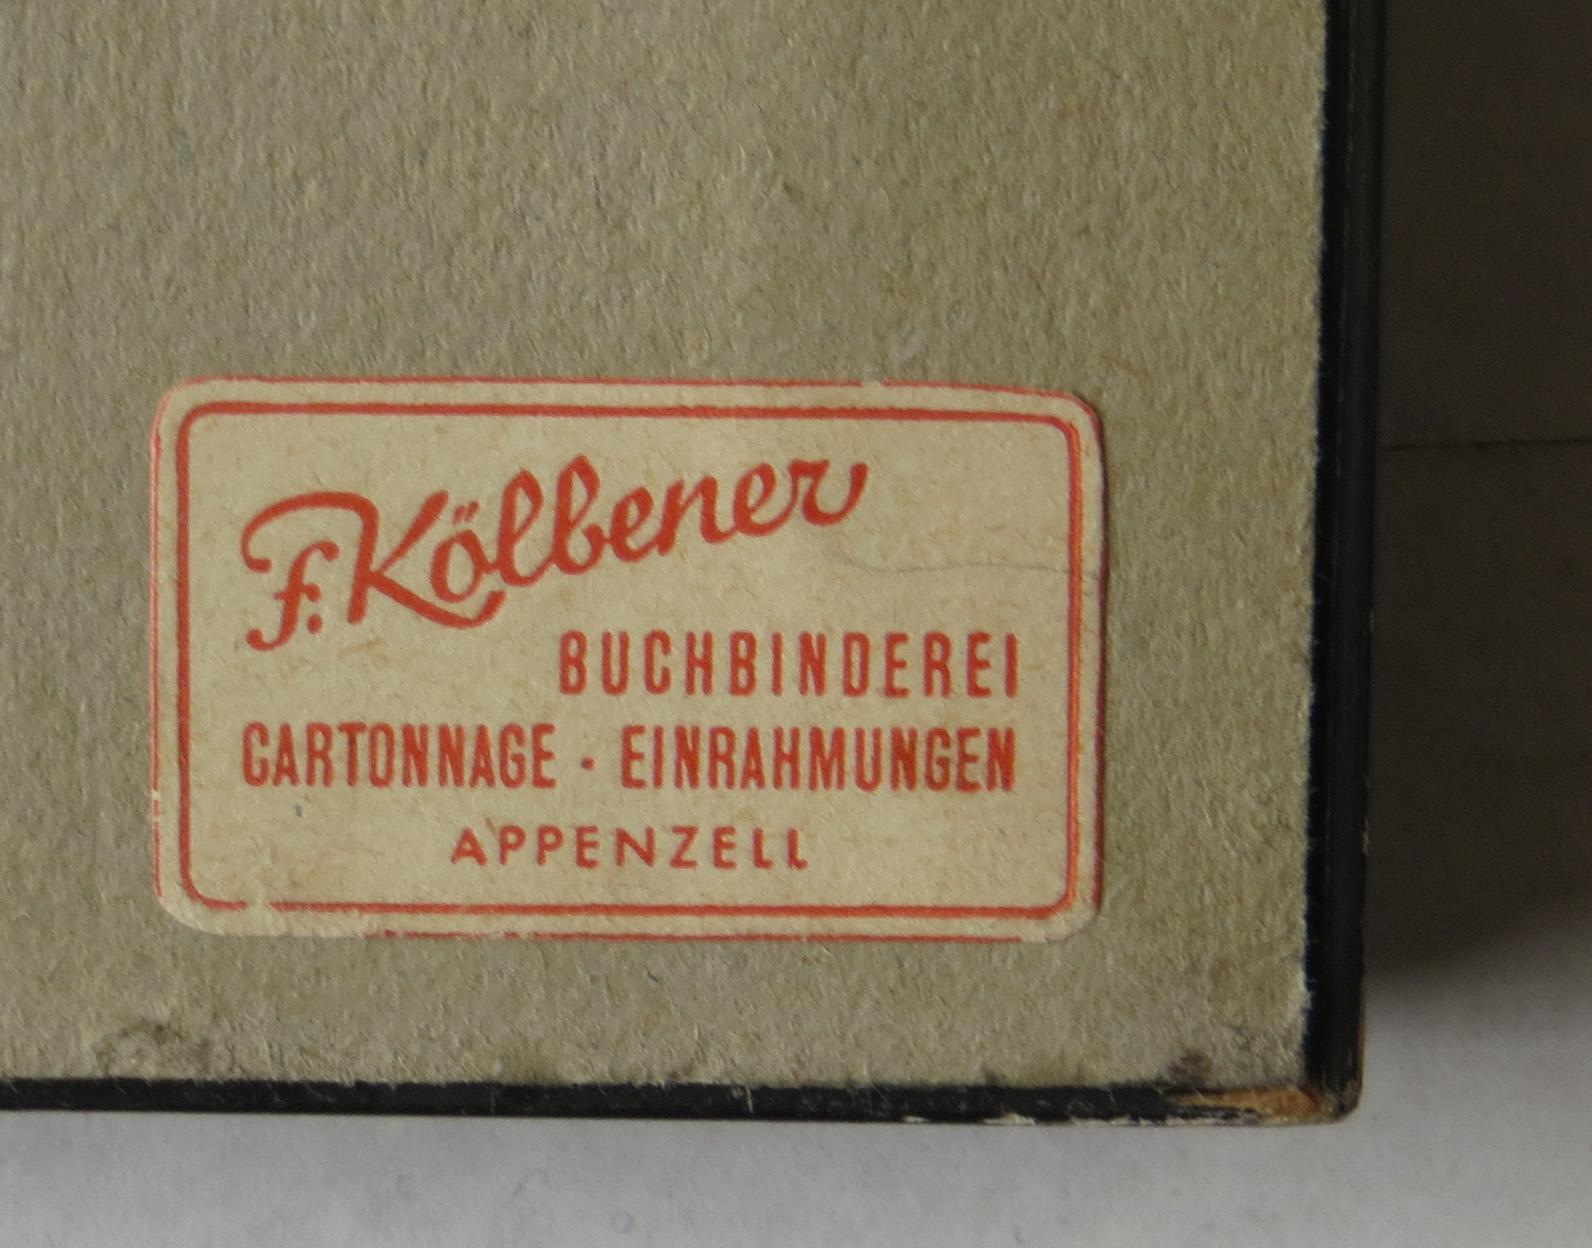 F. Kölbener
BUCHBINDEREI
CARTONNAGE · EINRAHMUNGEN
APPENZELL